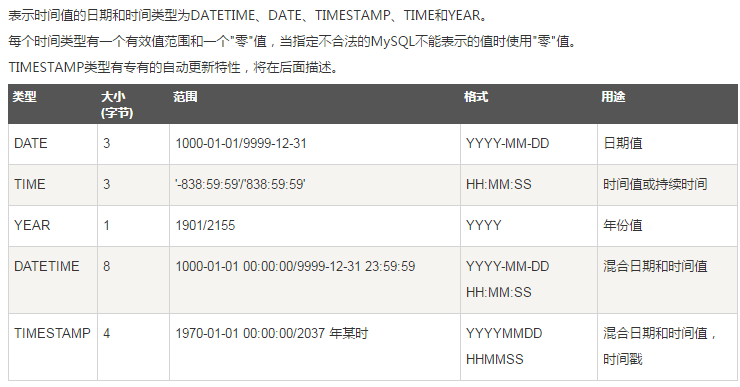 表示时间值的日期和时间类型为DATETIME、DATE、TIMESTAMP、TIME和YEAR。
每个时间类型有一个有效值范围和一个"零"值，当指定不合法的MySQL不能表示的值时使用"零"值。
TIMESTAMP类型有专有的自动更新特性，将在后面描述。
类型 大小 范围 格式 用途
(字节)
DATE 3 1000-01-01/9999-12-31 YYYY-MM-DD 日期值
TIME 3 '-838:59:59'/'838:59:59' HH:MM:SS 时间值或持续时间
YEAR 1 1901/2155 YYYY 年份值
DATETIME 8 1000-01-01 00:00:00/9999-12-31 23:59:59 YYYY-MM-DD 混合日期和时间值
HH:MM:SS
TIMESTAMP 4 1970-01-01 00:00:00/2037 年某时 YYYYMMDD 混合日期和时间值，
HHMMSS 时间戳